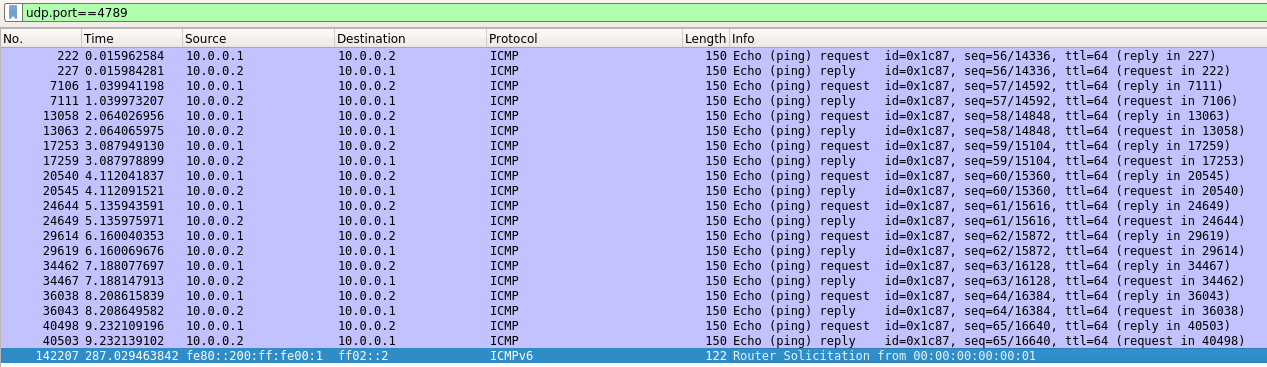 udp.port==4789
No. Time Source Destination Protocol Length Info
222 0.015962584 10.0.0.1 10.0.0.2 ICMP 150 Echo (ping) request id=0x1c87, seq=56/14336, ttl=64 (reply in 227)
227 0.015984281 10.0.0.2 10.0.0.1 ICMP 150 Echo (ping) reply id=0x1c87, seq=56/14336, ttl=64 (request in 222)
7106 1.039941198 10.0.0.1 10.0.0.2 ICMP 150 Echo (ping) request id=0x1c87, seq=57/14592, ttl=64 (reply in 7111)
7111 1.039973207 10.0.0.2 10.0.0.1 ICMP 150 Echo (ping) reply id=0x1c87, seq=57/14592, ttl=64 (request in 7106)
13058 2.064026956 10.0.0.1 10.0.0.2 ICMP 150 Echo (ping) request id=0x1c87, seq=58/14848, ttl=64 (reply in 13063)
13063 2.064065975 10.0.0.2 10.0.0.1 ICMP 150 Echo (ping) reply id=0x1c87, seq=58/14848, ttl=64 (request in 13058)
17253 3.087949130 10.0.0.1 10.0.0.2 ICMP 150 Echo (ping) request id=0x1c87, seq=59/15104, ttl=64 (reply in 17259)
17259 3.087978899 10.0.0.2 10.0.0.1 ICMP 150 Echo (ping) reply id=0x1c87, seq=59/15104, ttl=64 (request in 17253)
20540 4.112041837 10.0.0.1 10.0.0.2 ICMP 150 Echo (ping) request id=0x1c87, seq=60/15360, ttl=64 (reply in 20545)
20545 4.112091521 10.0.0.2 10.0.0.1 ICMP 150 Echo (ping) reply id=0x1c87, seq=60/15360, ttl=64 (request in 20540)
24644 5.135943591 10.0.0.1 10.0.0.2 ICMP 150 Echo (ping) request id=0x1c87, seq=61/15616, ttl=64 (reply in 24649)
24649 5.135975971 10.0.0.2 10.0.0.1 ICMP 150 Echo (ping) reply id=0x1c87, seq=61/15616, ttl=64 (request in 24644)
29614 6.160040353 10.0.0.1 10.0.0.2 ICMP 150 Echo (ping) request id=0x1c87, seq=62/15872, ttl=64 (reply in 29619)
29619 6.160069676 10.0.0.2 10.0.0.1 ICMP 150 Echo (ping) reply id=0x1c87, seq=62/15872, ttl=64 (request in 29614)
34462 7.188077697 10.0.0.1 10.0.0.2 ICMP 150 Echo (ping) request id=0x1c87, seq=63/16128, ttl=64 (reply in 34467)
34467 7.188147913 10.0.0.2 10.0.0.1 ICMP 150 Echo (ping) reply id=0x1c87, seq=63/16128, ttl=64 (request in 34462)
36038 8.208615839 10.0.0.1 10.0.0.2 ICMP 150 Echo (ping) request id=0x1c87, seq=64/16384, ttl=64 (reply in 36043)
36043 8.208649582 10.0.0.2 10.0.0.1 ICMP 150 Echo (ping) reply id=0x1c87, seq=64/16384, ttl=64 (request in 36038)
40498 9.232109196 10.0.0.1 10.0.0.2 ICMP 150 Echo (ping) request id=0x1c87, seq=65/16640, ttl=64 (reply in 40503)
40503 9.232139102 10.0.0.2 10.0.0.1 ICMP 150 Echo (ping) reply id=0x1c87, seq=65/16640, ttl=64 (request in 40498)
142207 287.029463842 fe80::200:ff:fe00:1 ff02::2 ICMPv6 122 Router Solicitation from 00:00:00:00:00:01